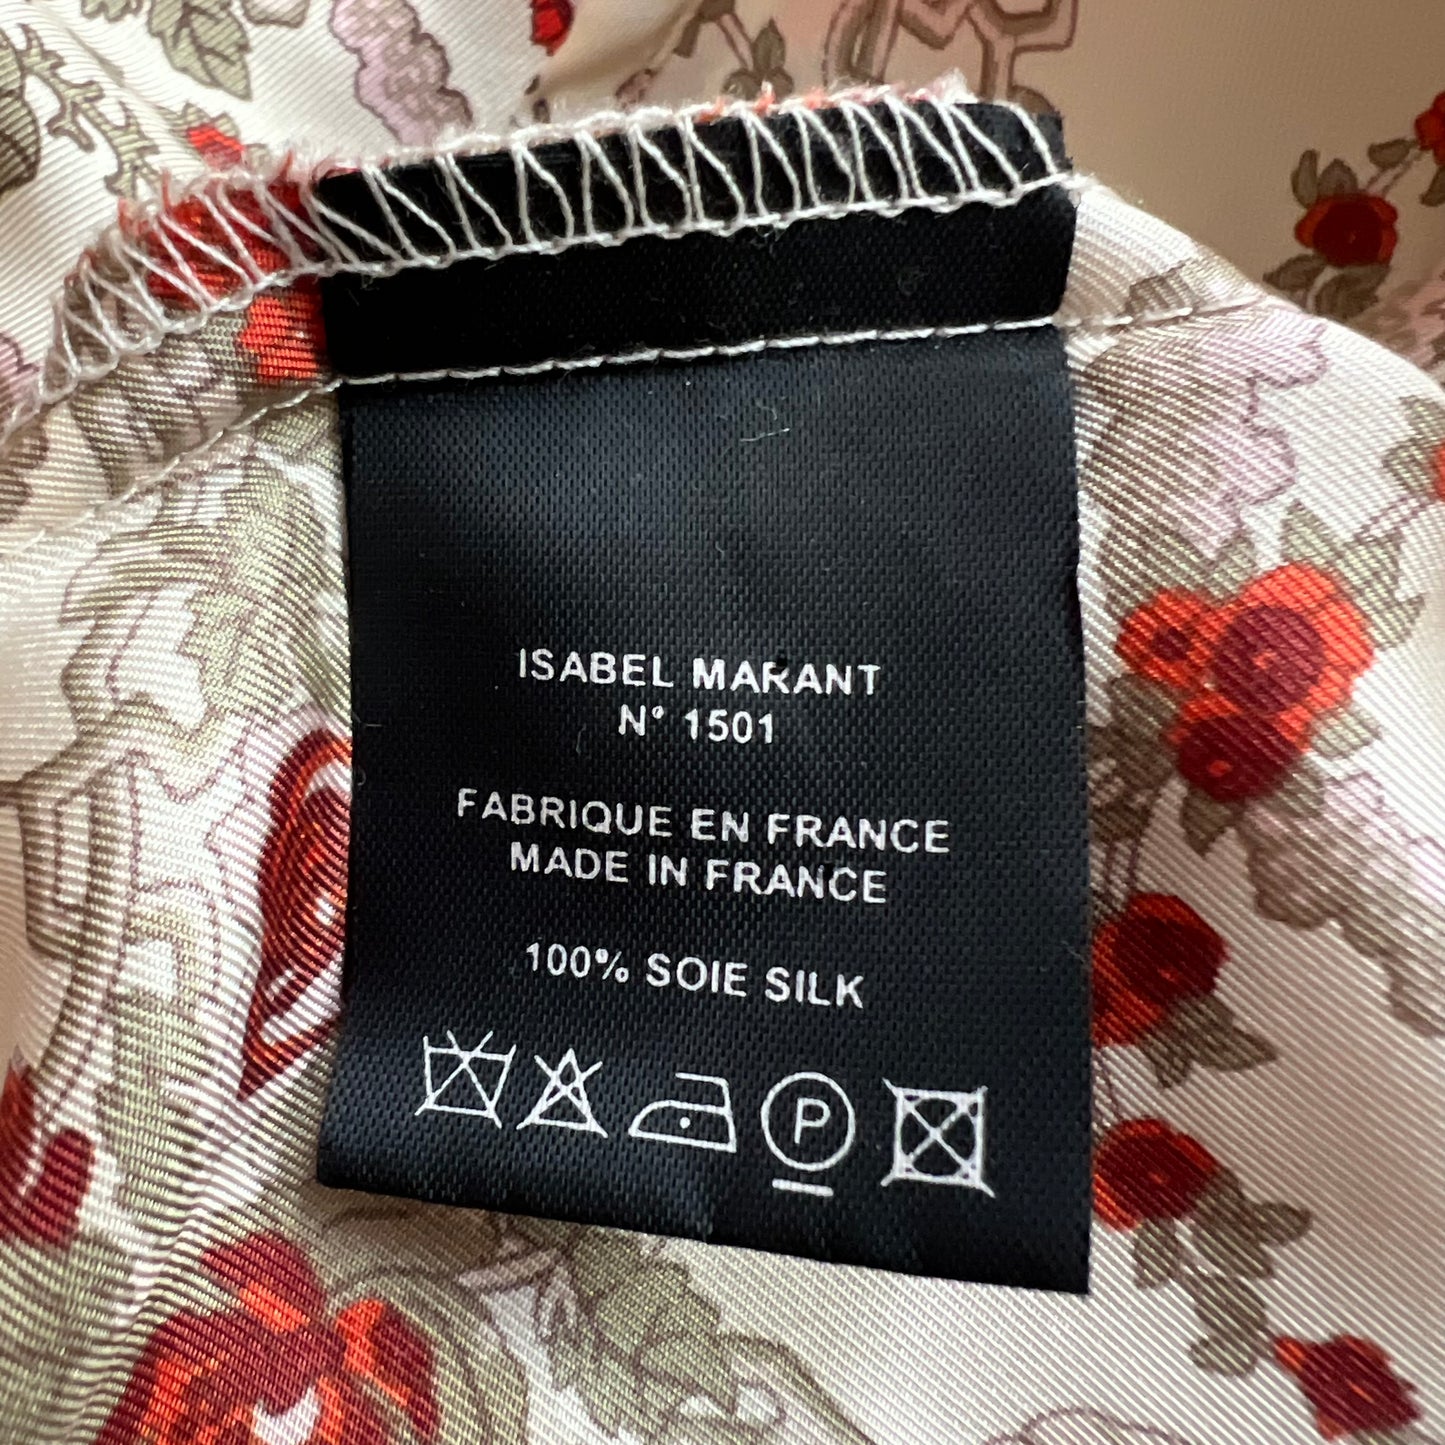 ISABEL MARANT
N° 1501
FABRIQUE EN FRANCE
MADE IN FRANCE
100% SOIE SILK
P